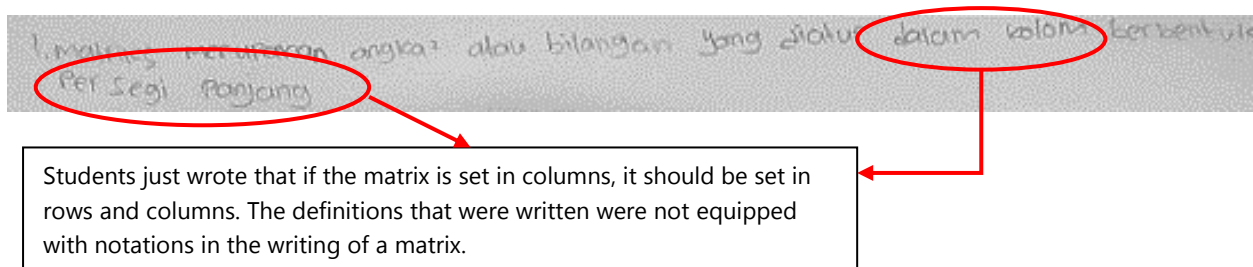 1. matriks merupakan angka² atau bilangan yang diatur dalam kolom berbentuk
Persegi Panjang
Students just wrote that if the matrix is set in columns, it should be set in
rows and columns. The definitions that were written were not equipped
with notations in the writing of a matrix.